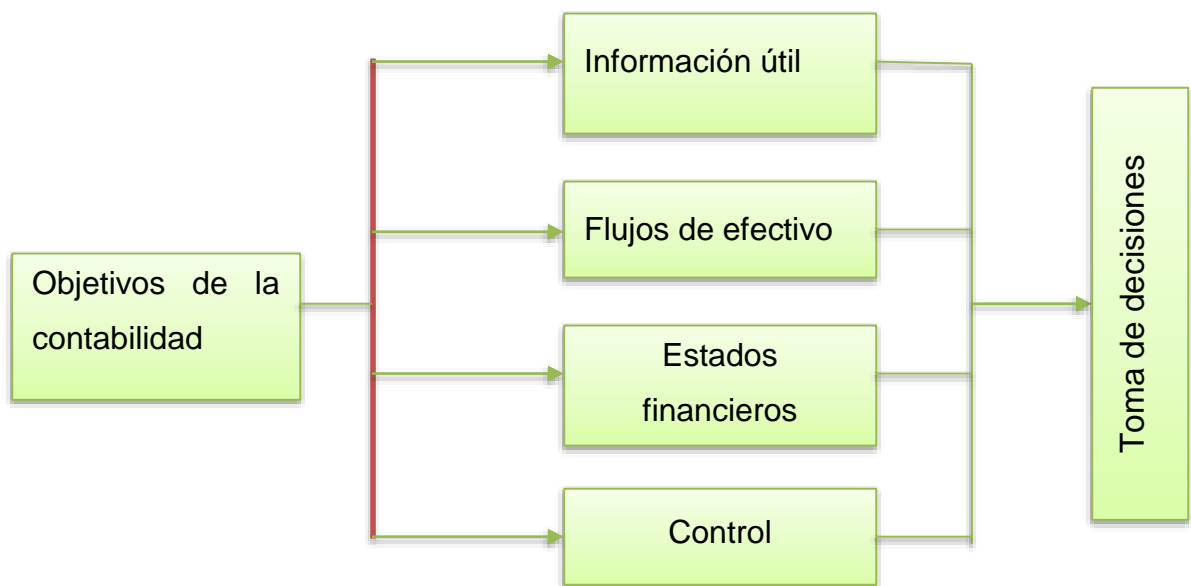 Objetivos de la
contabilidad
Información útil
Flujos de efectivo
Estados
financieros
Control
Toma de decisiones